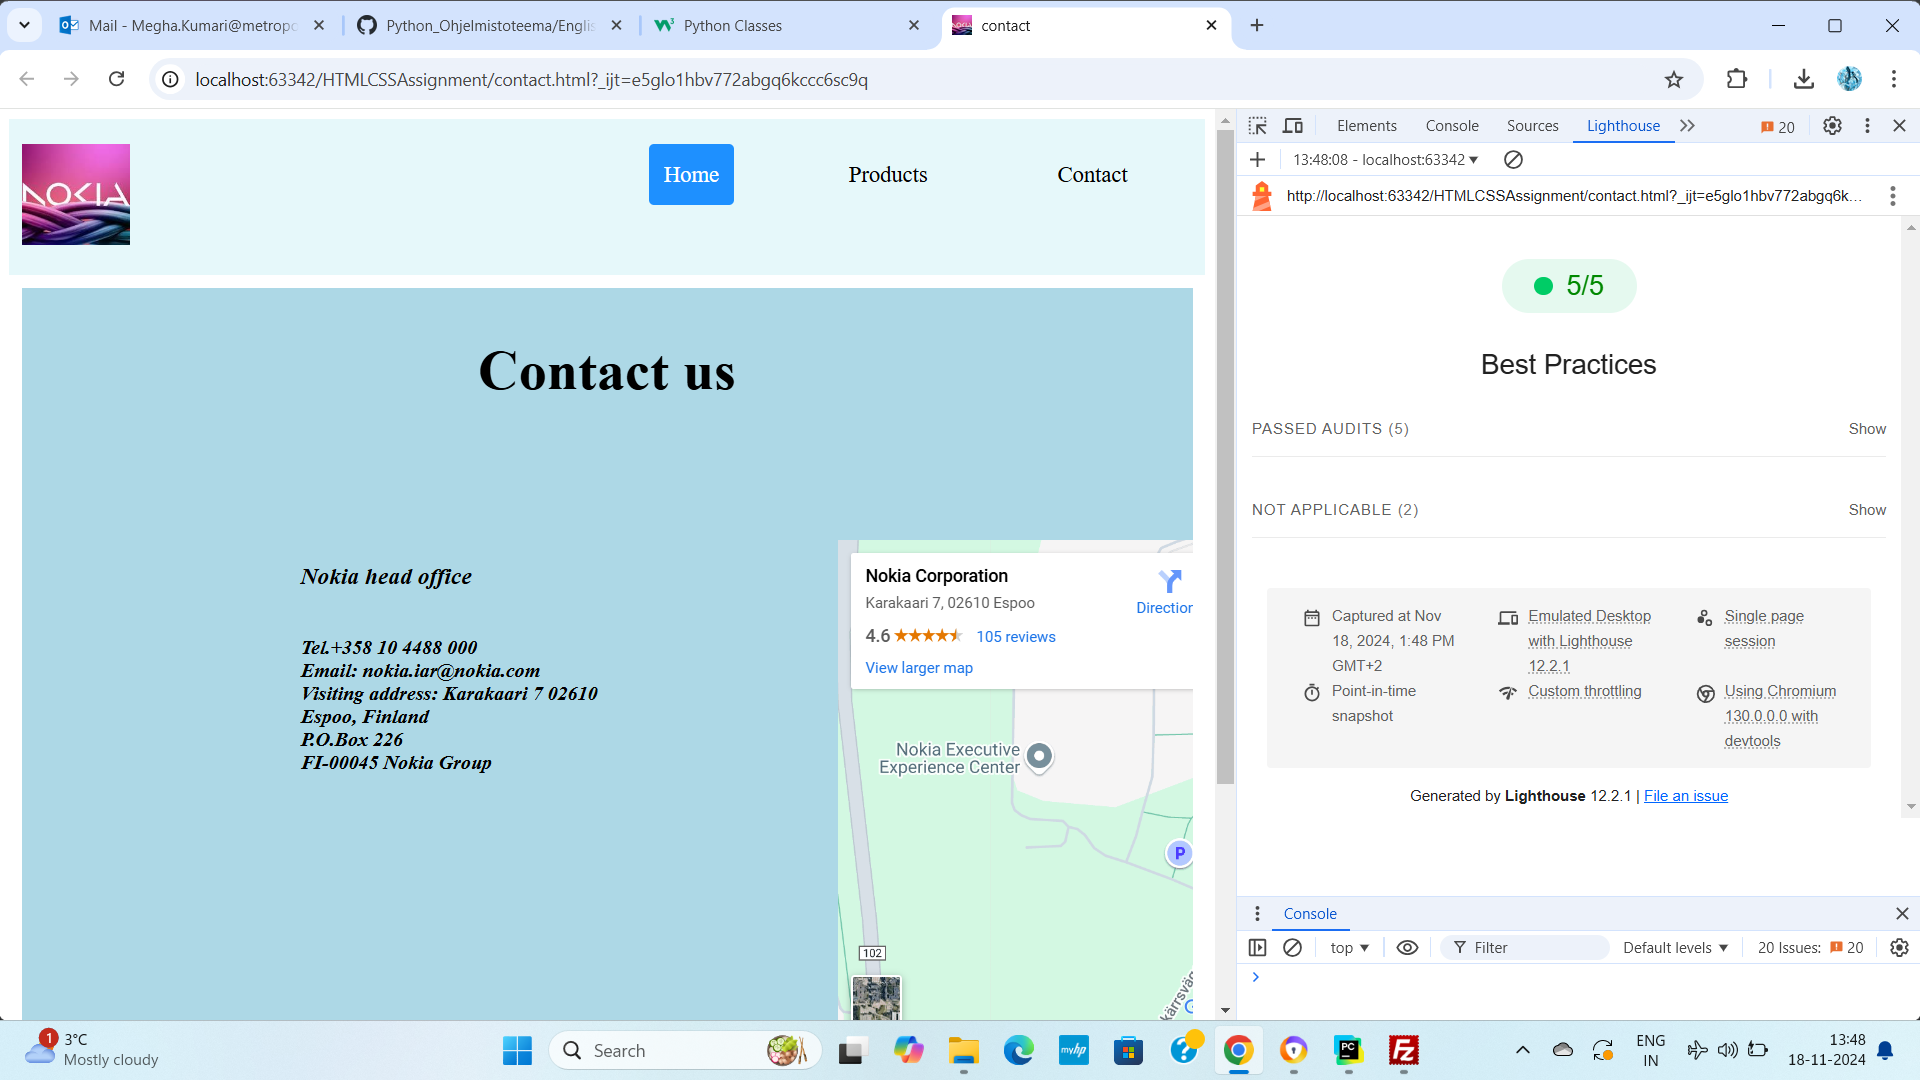 Mail - Megha.Kumari@metropo
Python_Ohjelmistoteema/Englis
Python Classes
contact
localhost:63342/HTMLCSSAssignment/contact.html?_ijt=e5glo1hbv772abgq6kccc6sc9q
NOKIA
Home
Products
Contact
Contact us
Nokia head office
Tel.+358 10 4488 000
Email: nokia.iar@nokia.com
Visiting address: Karakaari 7 02610
Espoo, Finland
P.O.Box 226
FI-00045 Nokia Group
Nokia Corporation
Karakaari 7, 02610 Espoo
Direction
4.6
105 reviews
View larger map
Nokia Executive
Experience Center
P
102
kärrsväg
Elements
Console
Sources
Lighthouse
20
13:48:08 - localhost:63342
http://localhost:63342/HTMLCSSAssignment/contact.html?_ijt=e5glo1hbv772abgq6k...
5/5
Best Practices
PASSED AUDITS (5)
Show
NOT APPLICABLE (2)
Show
Captured at Nov
18, 2024, 1:48 PM
GMT+2
Emulated Desktop
with Lighthouse
12.2.1
Single page
session
Point-in-time
snapshot
Custom throttling
Using Chromium
130.0.0.0 with
devtools
Generated by Lighthouse 12.2.1 | File an issue
Console
top
Filter
Default levels
20 Issues:
20
1
3°C
Mostly cloudy
Search
myhp
PC
Fz
ENG
IN
13:48
18-11-2024